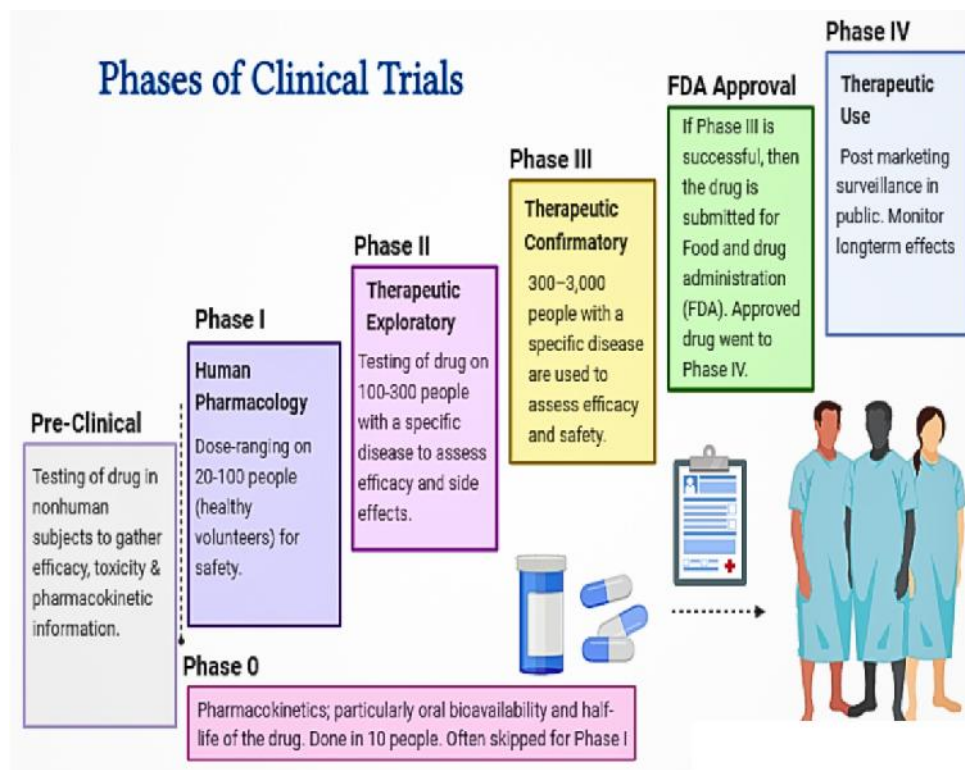 Phases of Clinical Trials
Pre-Clinical
Testing of drug in
nonhuman
subjects to gather
efficacy, toxicity &
pharmacokinetic
information.
Phase 0
Pharmacokinetics; particularly oral bioavailability and half-
life of the drug. Done in 10 people. Often skipped for Phase I
Phase I
Human
Pharmacology
Dose-ranging on
20-100 people
(healthy
volunteers) for
safety.
Phase II
Therapeutic
Exploratory
Testing of drug on
100-300 people
with a specific
disease to assess
efficacy and side
effects.
Phase III
Therapeutic
Confirmatory
300–3,000
people with a
specific disease
are used to
assess efficacy
and safety.
FDA Approval
If Phase III is
successful, then
the drug is
submitted for
Food and drug
administration
(FDA). Approved
drug went to
Phase IV.
Phase IV
Therapeutic
Use
Post marketing
surveillance in
public. Monitor
longterm effects